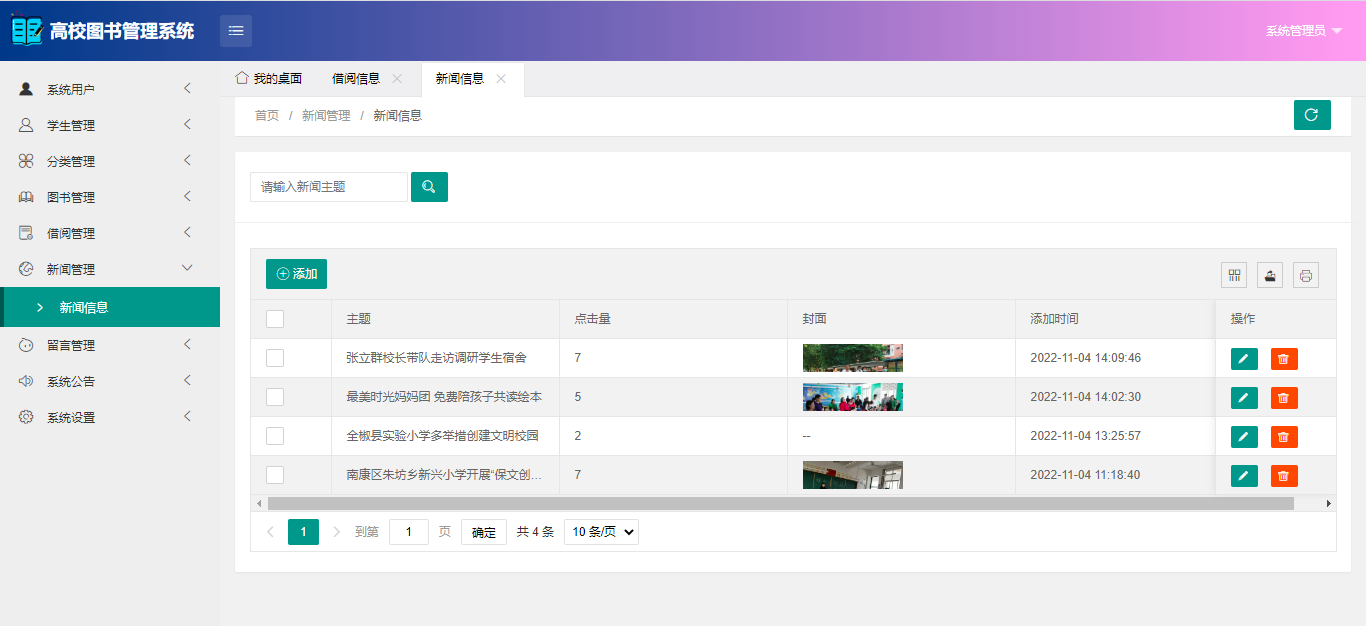 高校图书管理系统
系统管理员
系统用户
学生管理
分类管理
图书管理
借阅管理
新闻管理
新闻信息
留言管理
系统公告
系统设置
我的桌面 借阅信息 新闻信息
首页 / 新闻管理 / 新闻信息
请输入新闻主题
添加
主题 点击量 封面 添加时间 操作
张立群校长带队走访调研学生宿舍 7 2022-11-04 14:09:46
最美时光妈妈团 免费陪孩子共读绘本 5 2022-11-04 14:02:30
全椒县实验小学多举措创建文明校园 2 -- 2022-11-04 13:25:57
南康区朱坊乡新兴小学开展“保文创... 7 2022-11-04 11:18:40
1 到第 1 页 确定 共 4 条 10 条/页